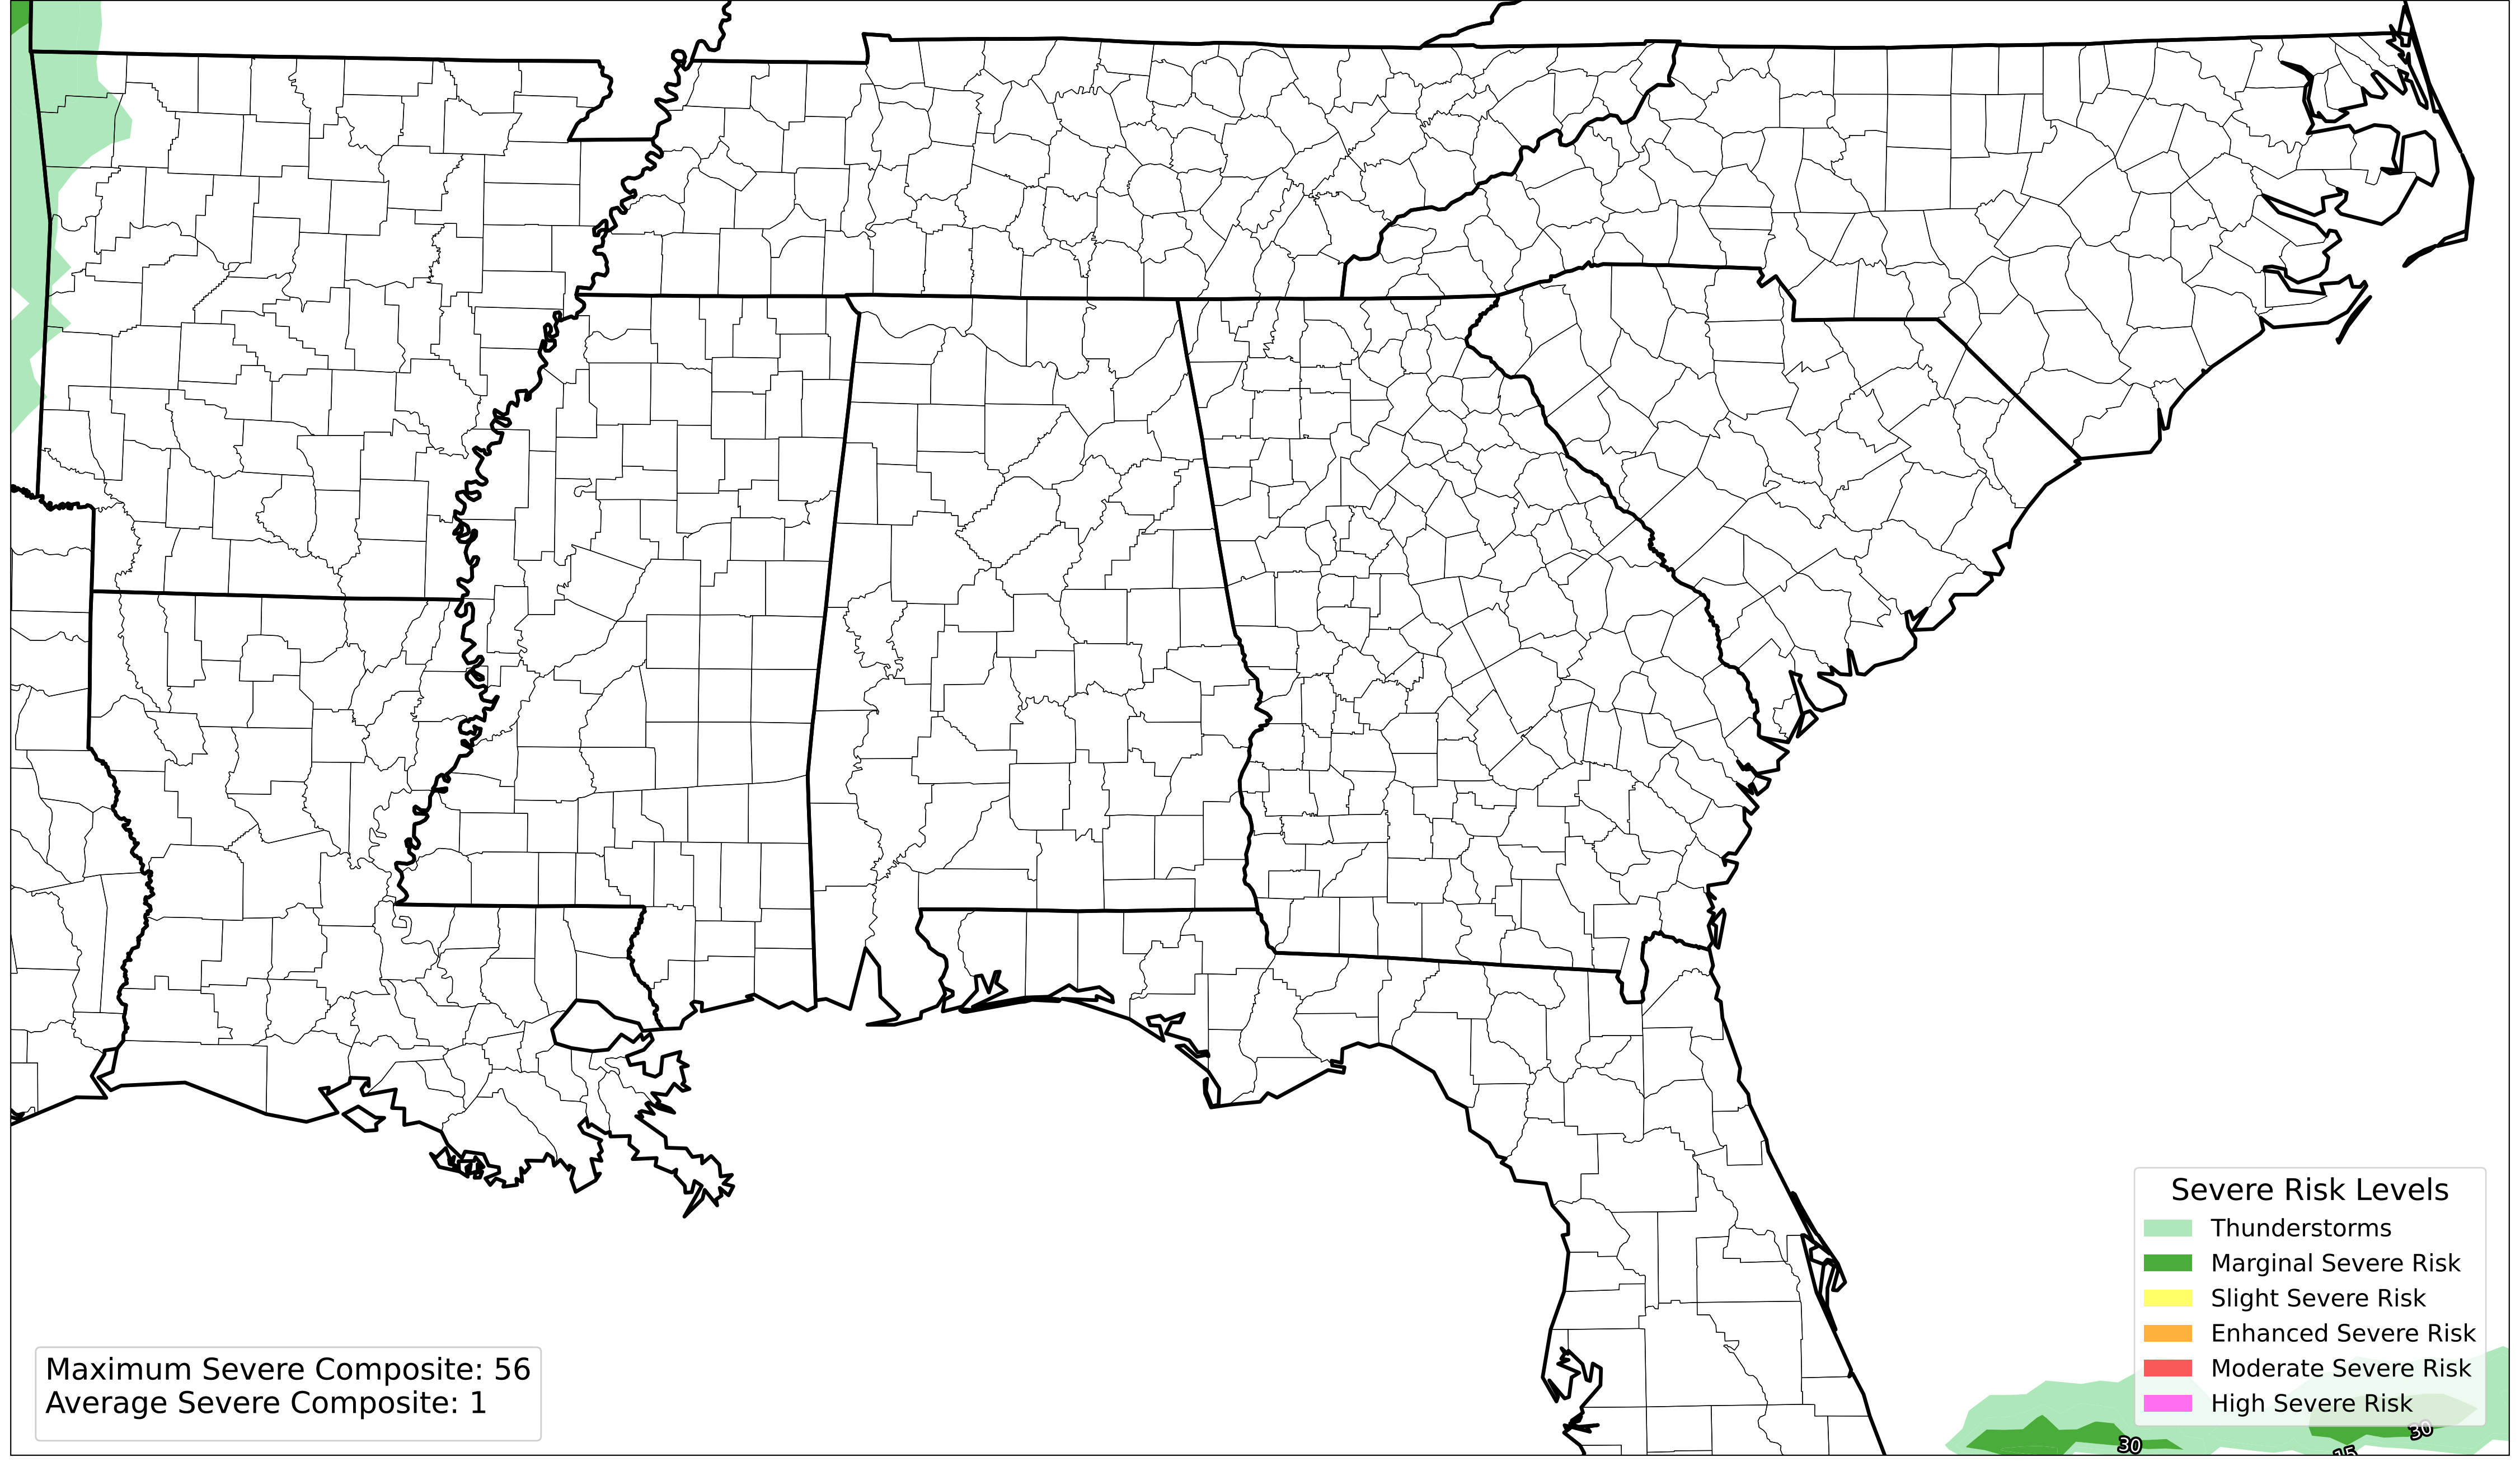 Severe Risk Levels
Thunderstorms
Marginal Severe Risk
Slight Severe Risk
Enhanced Severe Risk
Moderate Severe Risk
High Severe Risk
Maximum Severe Composite: 56
Average Severe Composite: 1
30
30
15